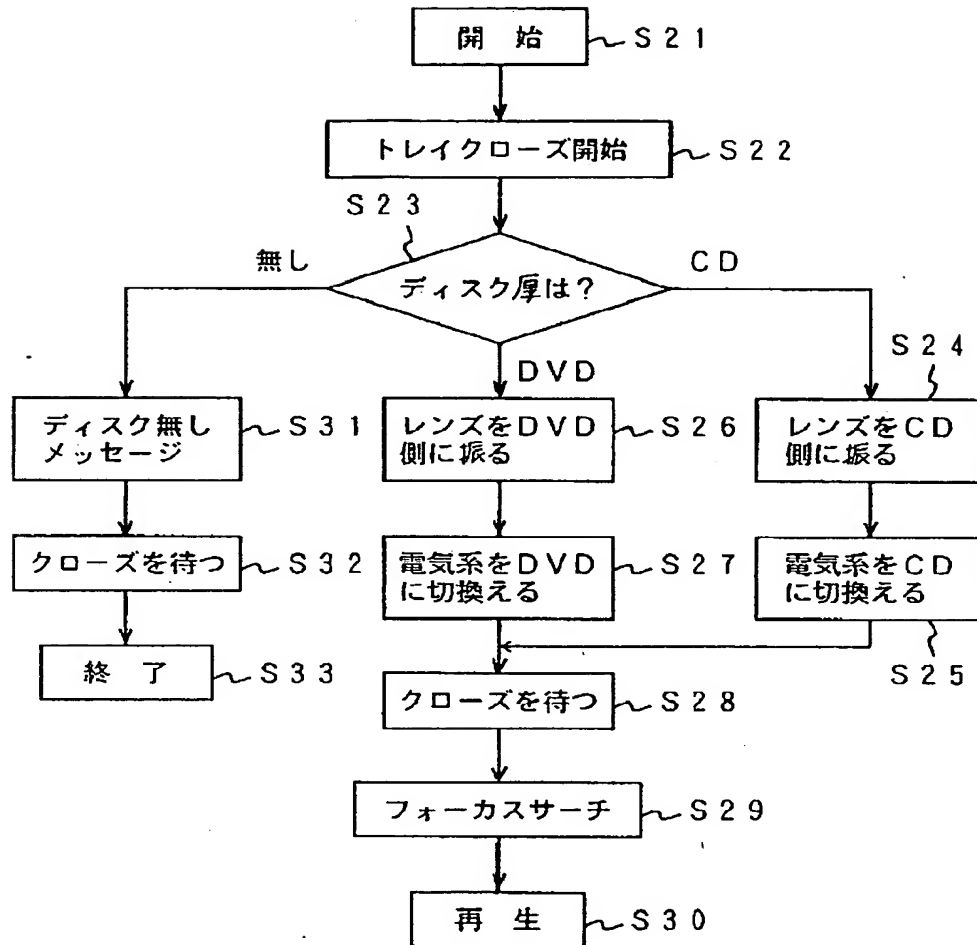 開 始
S21
トレイクローズ開始
S22
S23
ディスク厚は?
無し
CD
DVD
S24
ディスク無し
メッセージ
S31
レンズをDVD
側に振る
S26
レンズをCD
側に振る
クローズを待つ
S32
電気系をDVD
に切換える
S27
電気系をCD
に切換える
S25
終 了
S33
クローズを待つ
S28
フォーカスサーチ
S29
再 生
S30